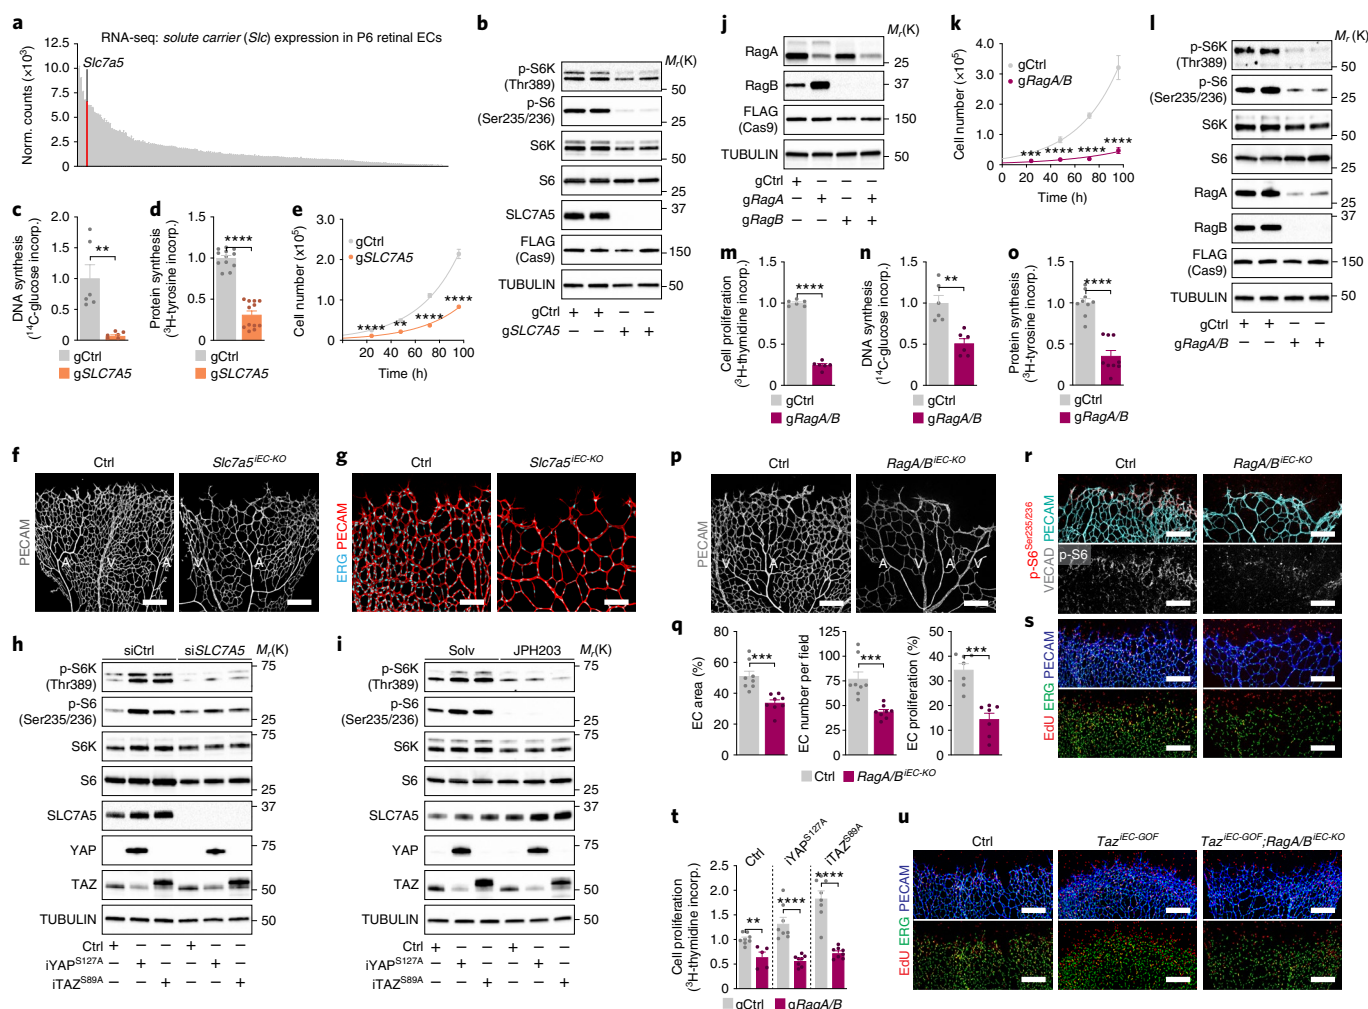 a
RNA-seq: solute carrier (Slc) expression in P6 retinal ECs
Norm. counts (×10³)
12.5
10.0
7.5
5.0
2.5
0
Slc7a5
b
Mr(K)
p-S6K
(Thr389)
50
p-S6
(Ser235/236)
25
S6K
50
S6
25
SLC7A5
37
FLAG
(Cas9)
150
TUBULIN
50
gCtrl + + − −
gSLC7A5 − − + +
c
DNA synthesis
(¹⁴C-glucose incorp.)
2.0
1.5
1.0
0.5
0
**
gCtrl
gSLC7A5
d
Protein synthesis
(³H-tyrosine incorp.)
1.5
1.0
0.5
0
****
gCtrl
gSLC7A5
e
Cell number (×10⁵)
3.0
2.0
1.0
0
gCtrl
gSLC7A5
**** ** **** ****
0 20 40 60 80 100
Time (h)
f
Ctrl
Slc7a5iEC-KO
PECAM
A V A
V A
g
Ctrl
Slc7a5iEC-KO
ERG PECAM
h
siCtrl siSLC7A5 Mr(K)
p-S6K
(Thr389)
75
p-S6
(Ser235/236)
25
S6K
75
S6
25
SLC7A5
37
YAP
75
TAZ
50
TUBULIN
50
Ctrl + − − + − −
iYAPS127A − + − − + −
iTAZS89A − − + − − +
i
Solv JPH203 Mr(K)
p-S6K
(Thr389)
75
p-S6
(Ser235/236)
25
S6K
75
S6
25
SLC7A5
37
YAP
75
TAZ
50
TUBULIN
50
Ctrl + − − + − −
iYAPS127A − + − − + −
iTAZS89A − − + − − +
j
Mr(K)
RagA
25
RagB
37
FLAG
(Cas9)
150
TUBULIN
50
gCtrl + − − −
gRagA − + − +
gRagB − − + +
k
Cell number (×10⁵)
4.0
3.0
2.0
1.0
0
gCtrl
gRagA/B
*** **** **** ****
0 20 40 60 80 100
Time (h)
l
Mr(K)
p-S6K
(Thr389)
50
p-S6
(Ser235/236)
25
S6K
50
S6
25
RagA
25
RagB
37
FLAG
(Cas9)
150
TUBULIN
50
gCtrl + + − −
gRagA/B − − + +
m
Cell proliferation
(³H-thymidine incorp.)
1.5
1.0
0.5
0
****
gCtrl
gRagA/B
n
DNA synthesis
(¹⁴C-glucose incorp.)
1.5
1.0
0.5
0
**
gCtrl
gRagA/B
o
Protein synthesis
(³H-tyrosine incorp.)
1.5
1.0
0.5
0
****
gCtrl
gRagA/B
p
Ctrl
RagA/BiEC-KO
PECAM
V A
A V A V
q
EC area (%)
80
60
40
20
0
***
EC number per field
125
100
75
50
25
0
***
EC proliferation (%)
50
40
30
20
10
0
***
Ctrl
RagA/BiEC-KO
r
Ctrl
RagA/BiEC-KO
p-S6Ser235/236
VECAD PECAM
p-S6
s
EdU ERG PECAM
t
Ctrl
iYAPS127A
iTAZS89A
Cell proliferation
(³H-thymidine incorp.)
2.5
2.0
1.5
1.0
0.5
0
** **** ****
gCtrl
gRagA/B
u
Ctrl
TaziEC-GOF
TaziEC-GOF;RagA/BiEC-KO
EdU ERG PECAM